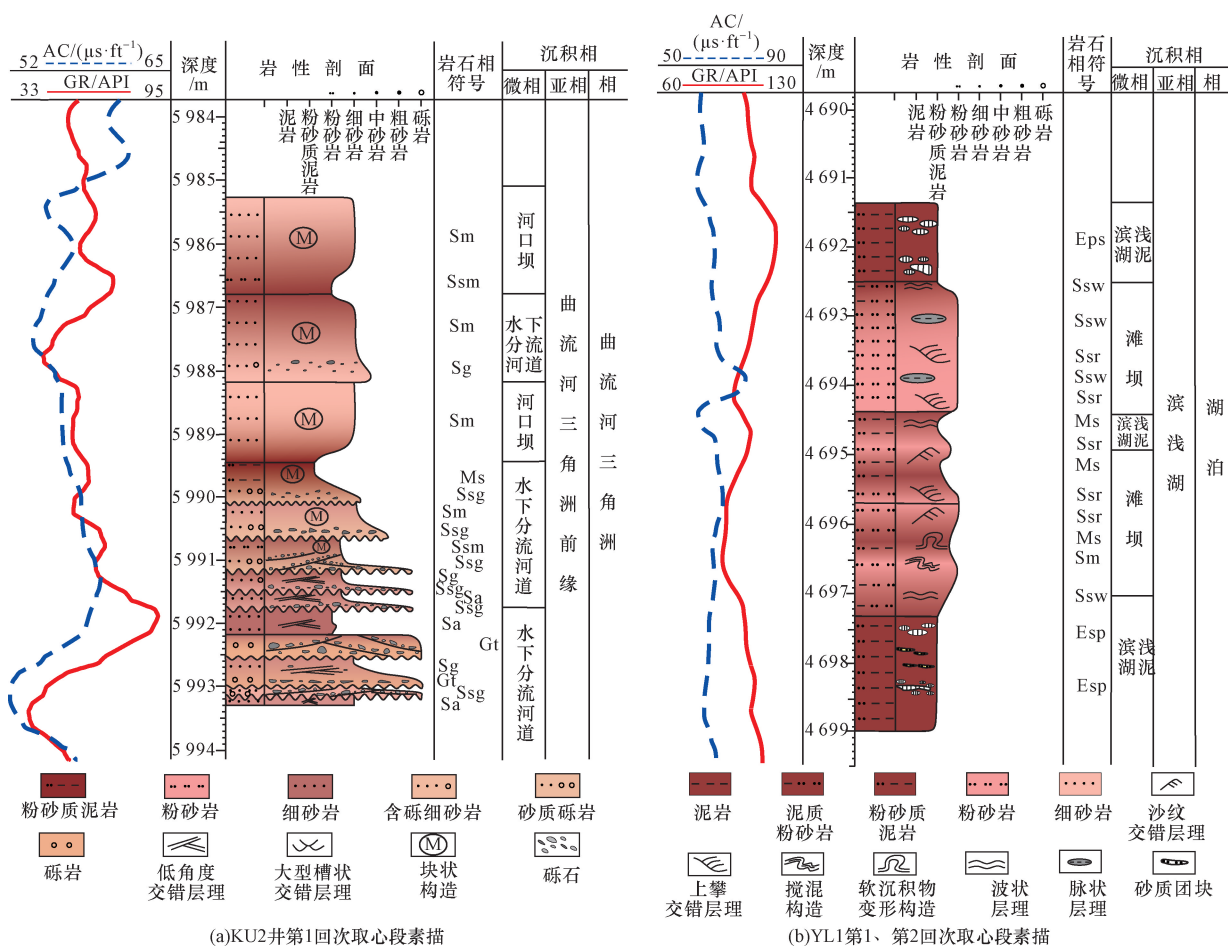 AC/(μs·ft⁻¹)
52 65
GR/API
33 95
深度
/m
岩性剖面
岩石相
符号
沉积相
微相 亚相 相
泥岩
粉砂质泥岩
粉砂岩
细砂岩
中砂岩
粗砂岩
砾岩
5 984
5 985
5 986
5 987
5 988
5 989
5 990
5 991
5 992
5 993
5 994
M
M
M
M
M
M
Sm
Ssm
Sm
Sg
Sm
Ms
Ssg
Sm
Ssg
Ssm
Ssg
Sg
Ssg
Sa
Ssg
Sa
Gt
Sg
Gt
Ssg
Sa
河口坝
水下分流河道
河口坝
水下分流河道
水下分流河道
曲流河三角洲前缘
曲流河三角洲
粉砂质泥岩
粉砂岩
细砂岩
含砾细砂岩
砂质砾岩
砾岩
低角度
交错层理
大型槽状
交错层理
M
块状
构造
砾石
(a)KU2井第1回次取心段素描
AC/
(μs·ft⁻¹)
50 90
GR/API
60 130
深度
/m
岩性剖面
岩石相符号
沉积相
微相 亚相 相
泥岩
粉砂质泥岩
粉砂岩
细砂岩
中砂岩
粗砂岩
砾岩
4 690
4 691
4 692
4 693
4 694
4 695
4 696
4 697
4 698
4 699
Eps
Ssw
Ssw
Ssr
Ssw
Ssr
Ms
Ssr
Ms
Ssr
Ssr
Ms
Sm
Ssw
Esp
Esp
滨浅湖泥
滩坝
滨浅湖泥
滩坝
滨浅湖泥
滨浅湖
湖泊
泥岩
泥质
粉砂岩
粉砂质
泥岩
粉砂岩
细砂岩
沙纹
交错层理
上攀
交错层理
搅混
构造
软沉积物
变形构造
波状
层理
脉状
层理
砂质团块
(b)YL1第1、第2回次取心段素描